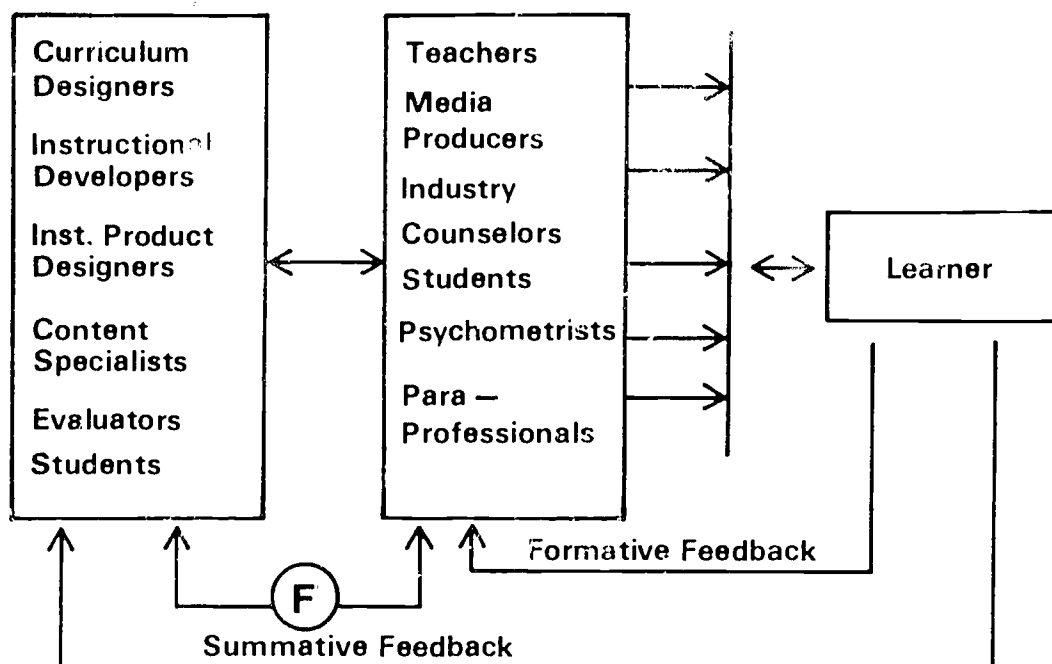 Curriculum
Designers
Instructional
Developers
Inst. Product
Designers
Content
Specialists
Evaluators
Students
Teachers
Media
Producers
Industry
Counselors
Students
Psychometrists
Para –
Professionals
Learner
Formative Feedback
F
Summative Feedback